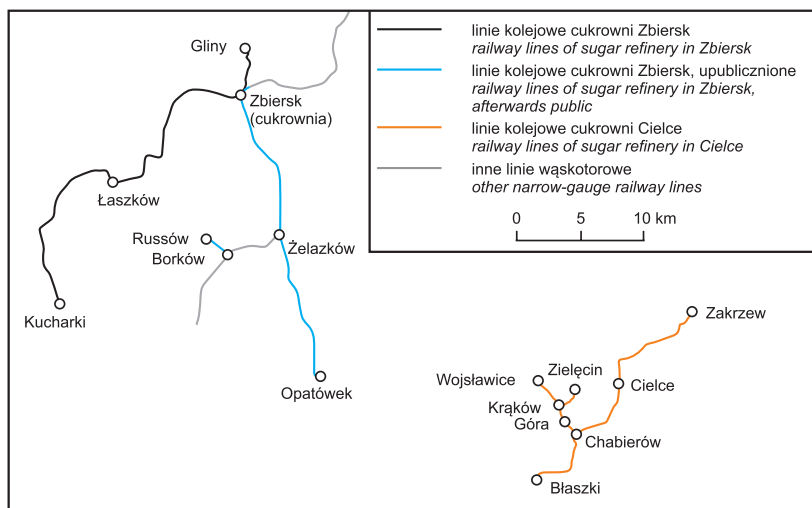 linie kolejowe cukrowni Zbiersk
railway lines of sugar refinery in Zbiersk
linie kolejowe cukrowni Zbiersk, upublicznione
railway lines of sugar refinery in Zbiersk,
afterwards public
linie kolejowe cukrowni Cielce
railway lines of sugar refinery in Cielce
inne linie wąskotorowe
other narrow-gauge railway lines
0 5 10 km
Gliny
Zbiersk
(cukrownia)
Łaszków
Russów
Borków
Żelazków
Kucharki
Opatówek
Zakrzew
Zielęcin
Wojsławice
Cielce
Krąków
Góra
Chabierów
Błaszki